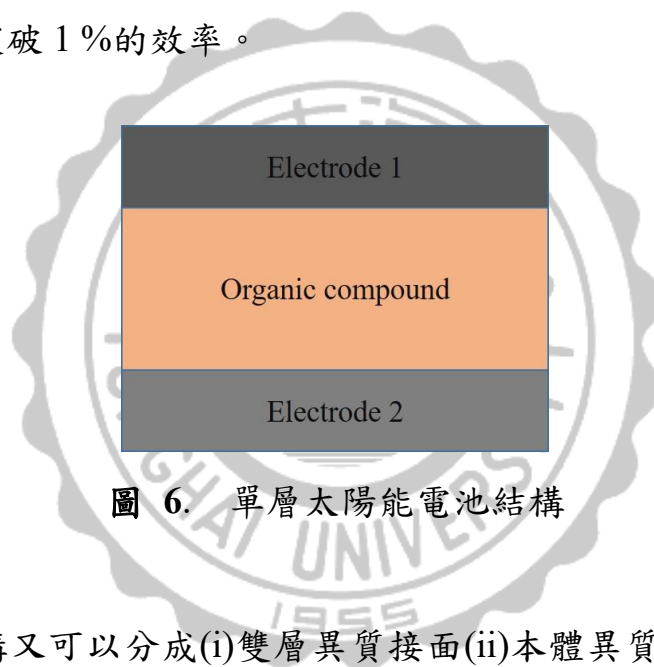 破 1 %的效率。
Electrode 1
Organic compound
Electrode 2
圖 6. 單層太陽能電池結構
又可以分成(i)雙層異質接面(ii)本體異質
UNIVERS
1955